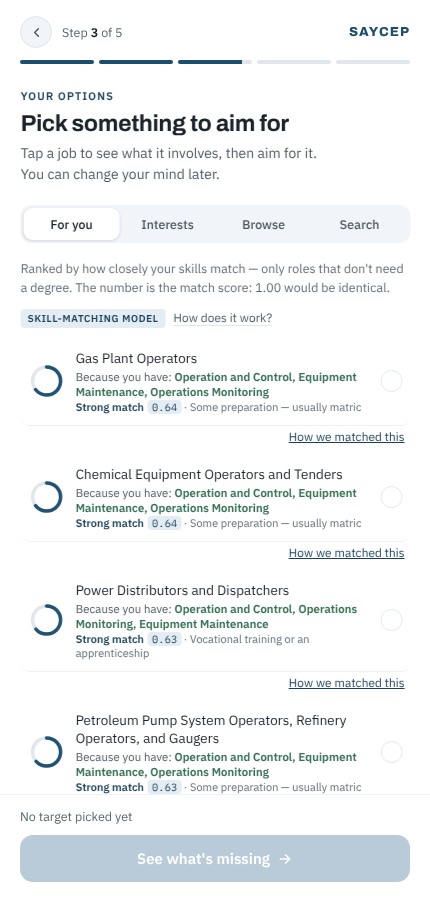 Step 3 of 5
SAYCEP
YOUR OPTIONS
Pick something to aim for
Tap a job to see what it involves, then aim for it.
You can change your mind later.
For you
Interests
Browse
Search
Ranked by how closely your skills match — only roles that don't need
a degree. The number is the match score: 1.00 would be identical.
SKILL-MATCHING MODEL How does it work?
Gas Plant Operators
Because you have: Operation and Control, Equipment
Maintenance, Operations Monitoring
Strong match 0.64 · Some preparation — usually matric
How we matched this
Chemical Equipment Operators and Tenders
Because you have: Operation and Control, Equipment
Maintenance, Operations Monitoring
Strong match 0.64 · Some preparation — usually matric
How we matched this
Power Distributors and Dispatchers
Because you have: Operation and Control, Operations
Monitoring, Equipment Maintenance
Strong match 0.63 · Vocational training or an
apprenticeship
How we matched this
Petroleum Pump System Operators, Refinery
Operators, and Gaugers
Because you have: Operation and Control, Equipment
Maintenance, Operations Monitoring
Strong match 0.63 · Some preparation — usually matric
No target picked yet
See what's missing →